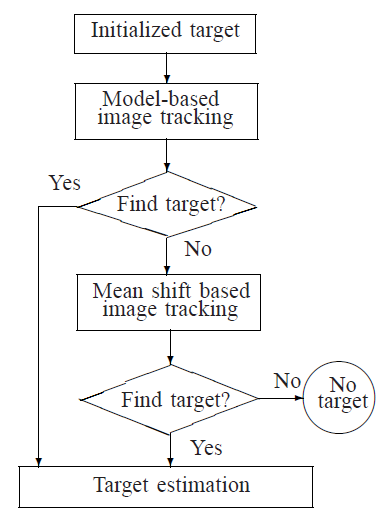 Initialized target
Model-based
image tracking
Yes
Find target?
No
Mean shift based
image tracking
Find target?
No
No
target
Yes
Target estimation